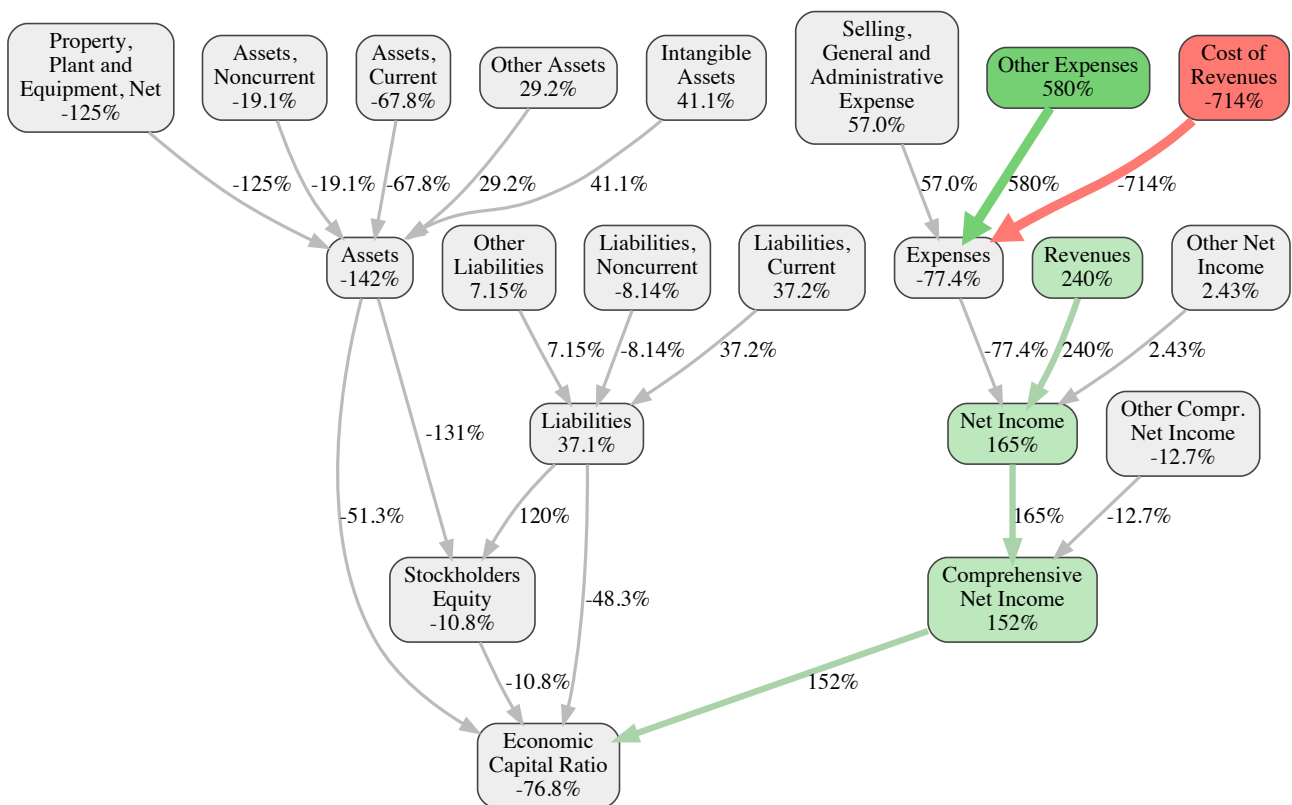 Property,
Plant and
Equipment, Net
-125%
Assets,
Noncurrent
-19.1%
Assets,
Current
-67.8%
Other Assets
29.2%
Intangible
Assets
41.1%
Selling,
General and
Administrative
Expense
57.0%
Other Expenses
580%
Cost of
Revenues
-714%
-125%
-19.1%
-67.8%
29.2%
41.1%
57.0%
580%
-714%
Assets
-142%
Other
Liabilities
7.15%
Liabilities,
Noncurrent
-8.14%
Liabilities,
Current
37.2%
Expenses
-77.4%
Revenues
240%
Other Net
Income
2.43%
7.15%
-8.14%
37.2%
-77.4%
240%
2.43%
Liabilities
37.1%
Net Income
165%
Other Compr.
Net Income
-12.7%
-131%
-51.3%
120%
165%
-12.7%
Stockholders
Equity
-10.8%
-48.3%
Comprehensive
Net Income
152%
-10.8%
152%
Economic
Capital Ratio
-76.8%